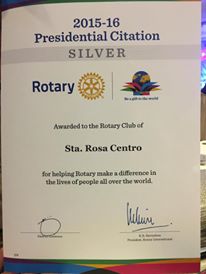 2015-16
Presidential Citation
SILVER
Rotary
Be a gift to the world
Awarded to the Rotary Club of
Sta. Rosa Centro
for helping Rotary make a difference in
the lives of people all over the world.
K.R. Ravindran
President, Rotary International